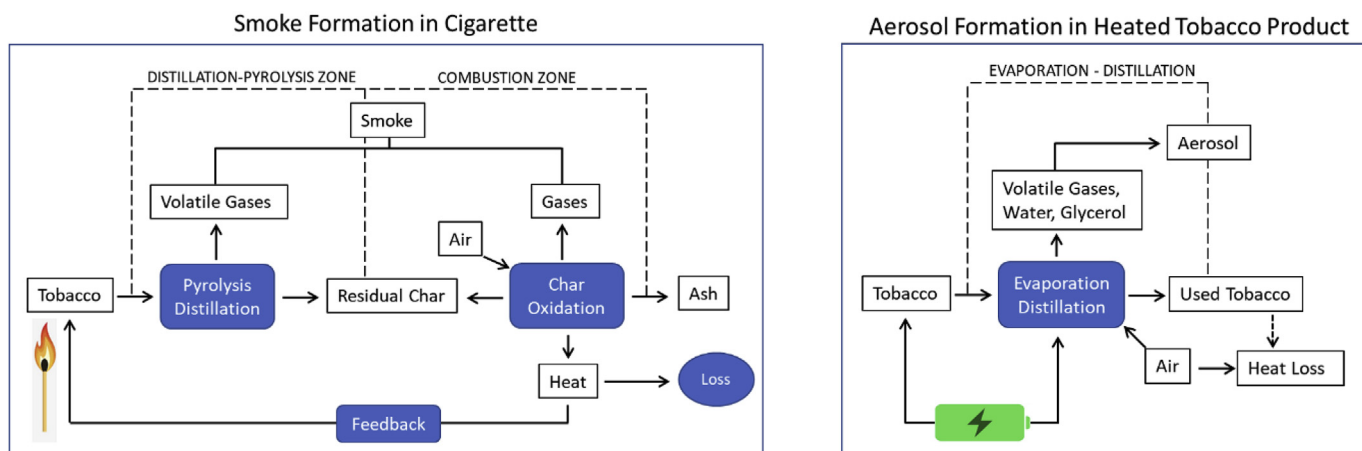 Smoke Formation in Cigarette
DISTILLATION-PYROLYSIS ZONE
COMBUSTION ZONE
Smoke
Volatile Gases
Gases
Air
Tobacco
Pyrolysis
Distillation
Residual Char
Char
Oxidation
Ash
Heat
Loss
Feedback
Aerosol Formation in Heated Tobacco Product
EVAPORATION - DISTILLATION
Aerosol
Volatile Gases,
Water, Glycerol
Tobacco
Evaporation
Distillation
Used Tobacco
Air
Heat Loss